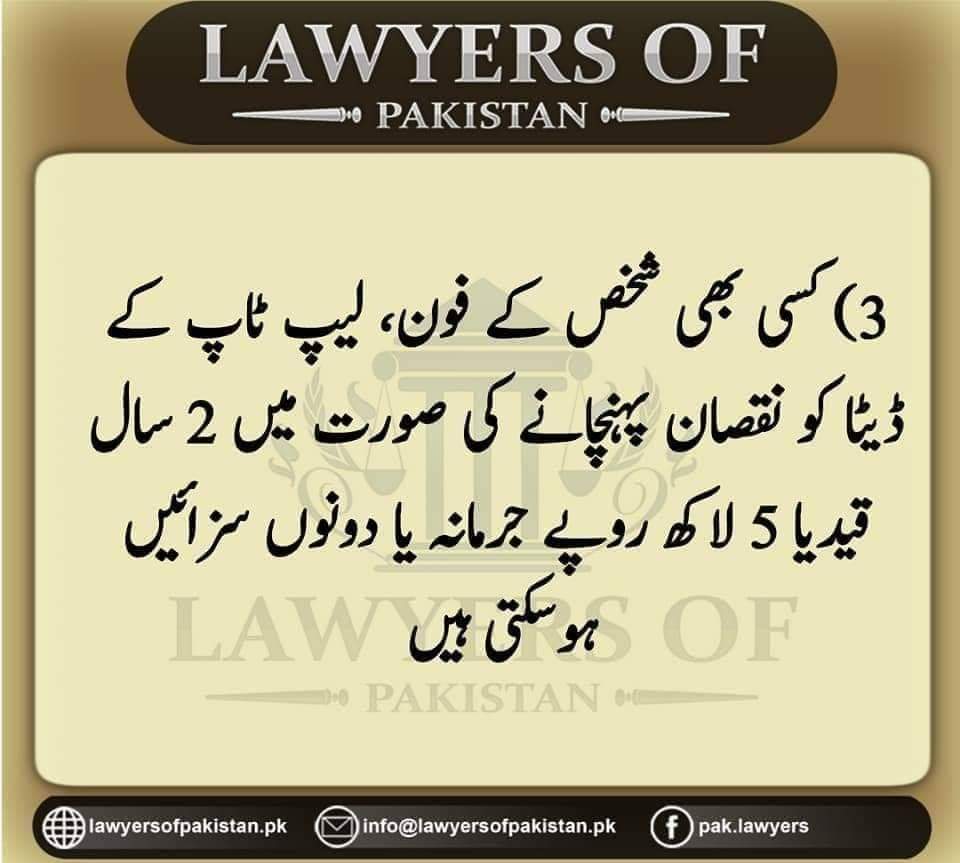 LAWYERS OF
PAKISTAN
3) کسی بھی شخص کے فون، لیپ ٹاپ کے
ڈیٹا کو نقصان پہنچانے کی صورت میں 2 سال
قیدیا 5 لاکھ روپے جرمانہ یا دونوں سزائیں
ہوسکتی ہیں
LAWYERS OF
PAKISTAN
lawyersofpakistan.pk info@lawyersofpakistan.pk pak.lawyers